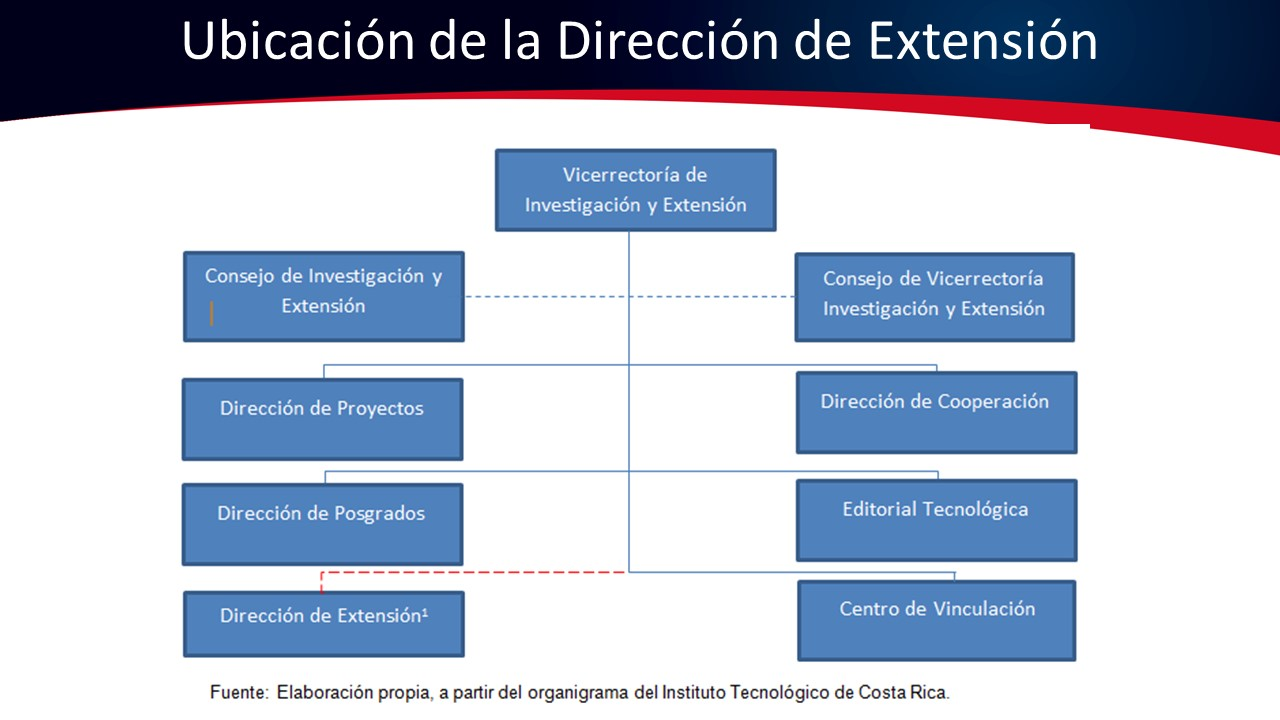 Ubicación de la Dirección de Extensión
Vicerrectoría de
Investigación y Extensión
Consejo de Investigación y
Extensión
Consejo de Vicerrectoría
Investigación y Extensión
Dirección de Proyectos
Dirección de Cooperación
Dirección de Posgrados
Editorial Tecnológica
Dirección de Extensión¹
Centro de Vinculación
Fuente: Elaboración propia, a partir del organigrama del Instituto Tecnológico de Costa Rica.